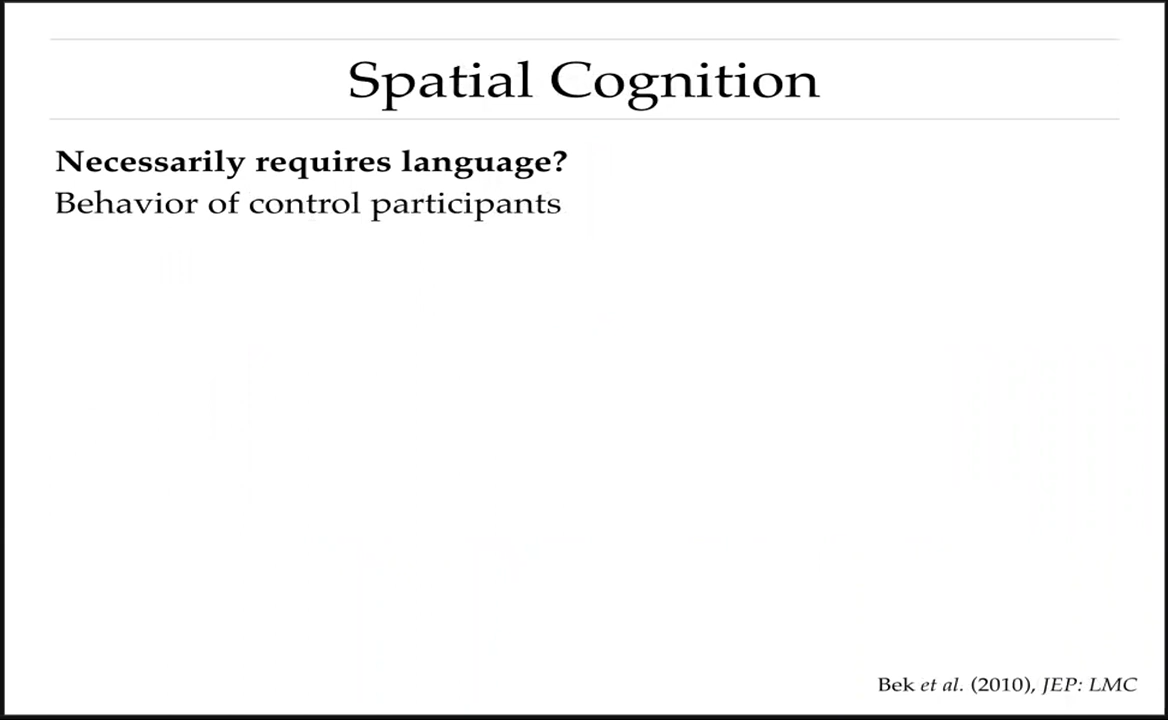 Spatial Cognition
Necessarily requires language?
Behavior of control participants
Bek et al. (2010), JEP: LMC